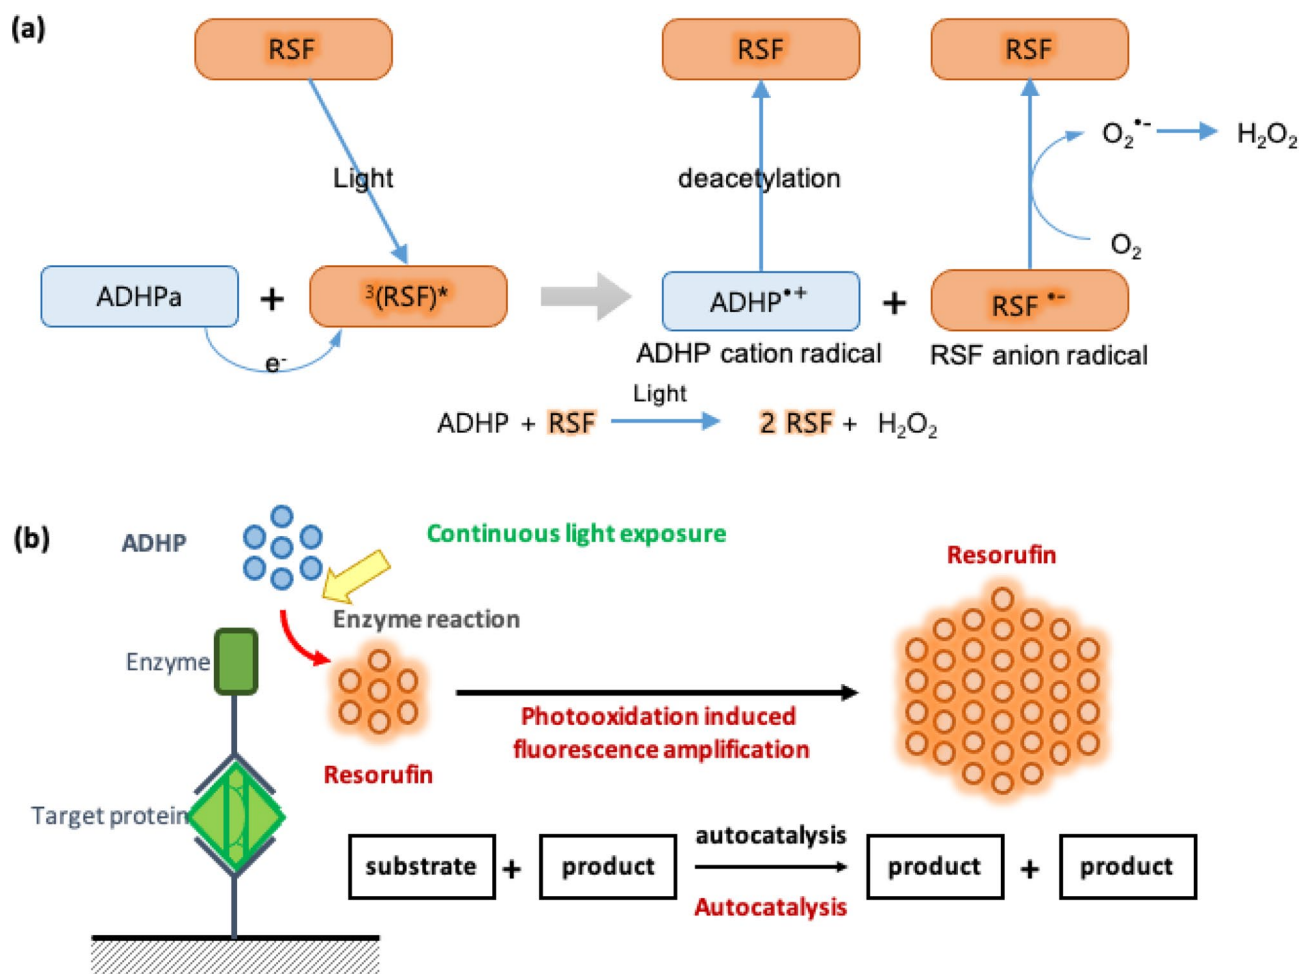 (a)
RSF
RSF
RSF
O₂•⁻ H₂O₂
Light
deacetylation
O₂
ADHPa + ³(RSF)*
ADHP•⁺ + RSF •⁻
e⁻
ADHP cation radical
RSF anion radical
Light
ADHP + RSF 2 RSF + H₂O₂
(b)
ADHP
Continuous light exposure
Resorufin
Enzyme reaction
Enzyme
Photooxidation induced
fluorescence amplification
Resorufin
Target protein
substrate + product
autocatalysis
Autocatalysis
product + product